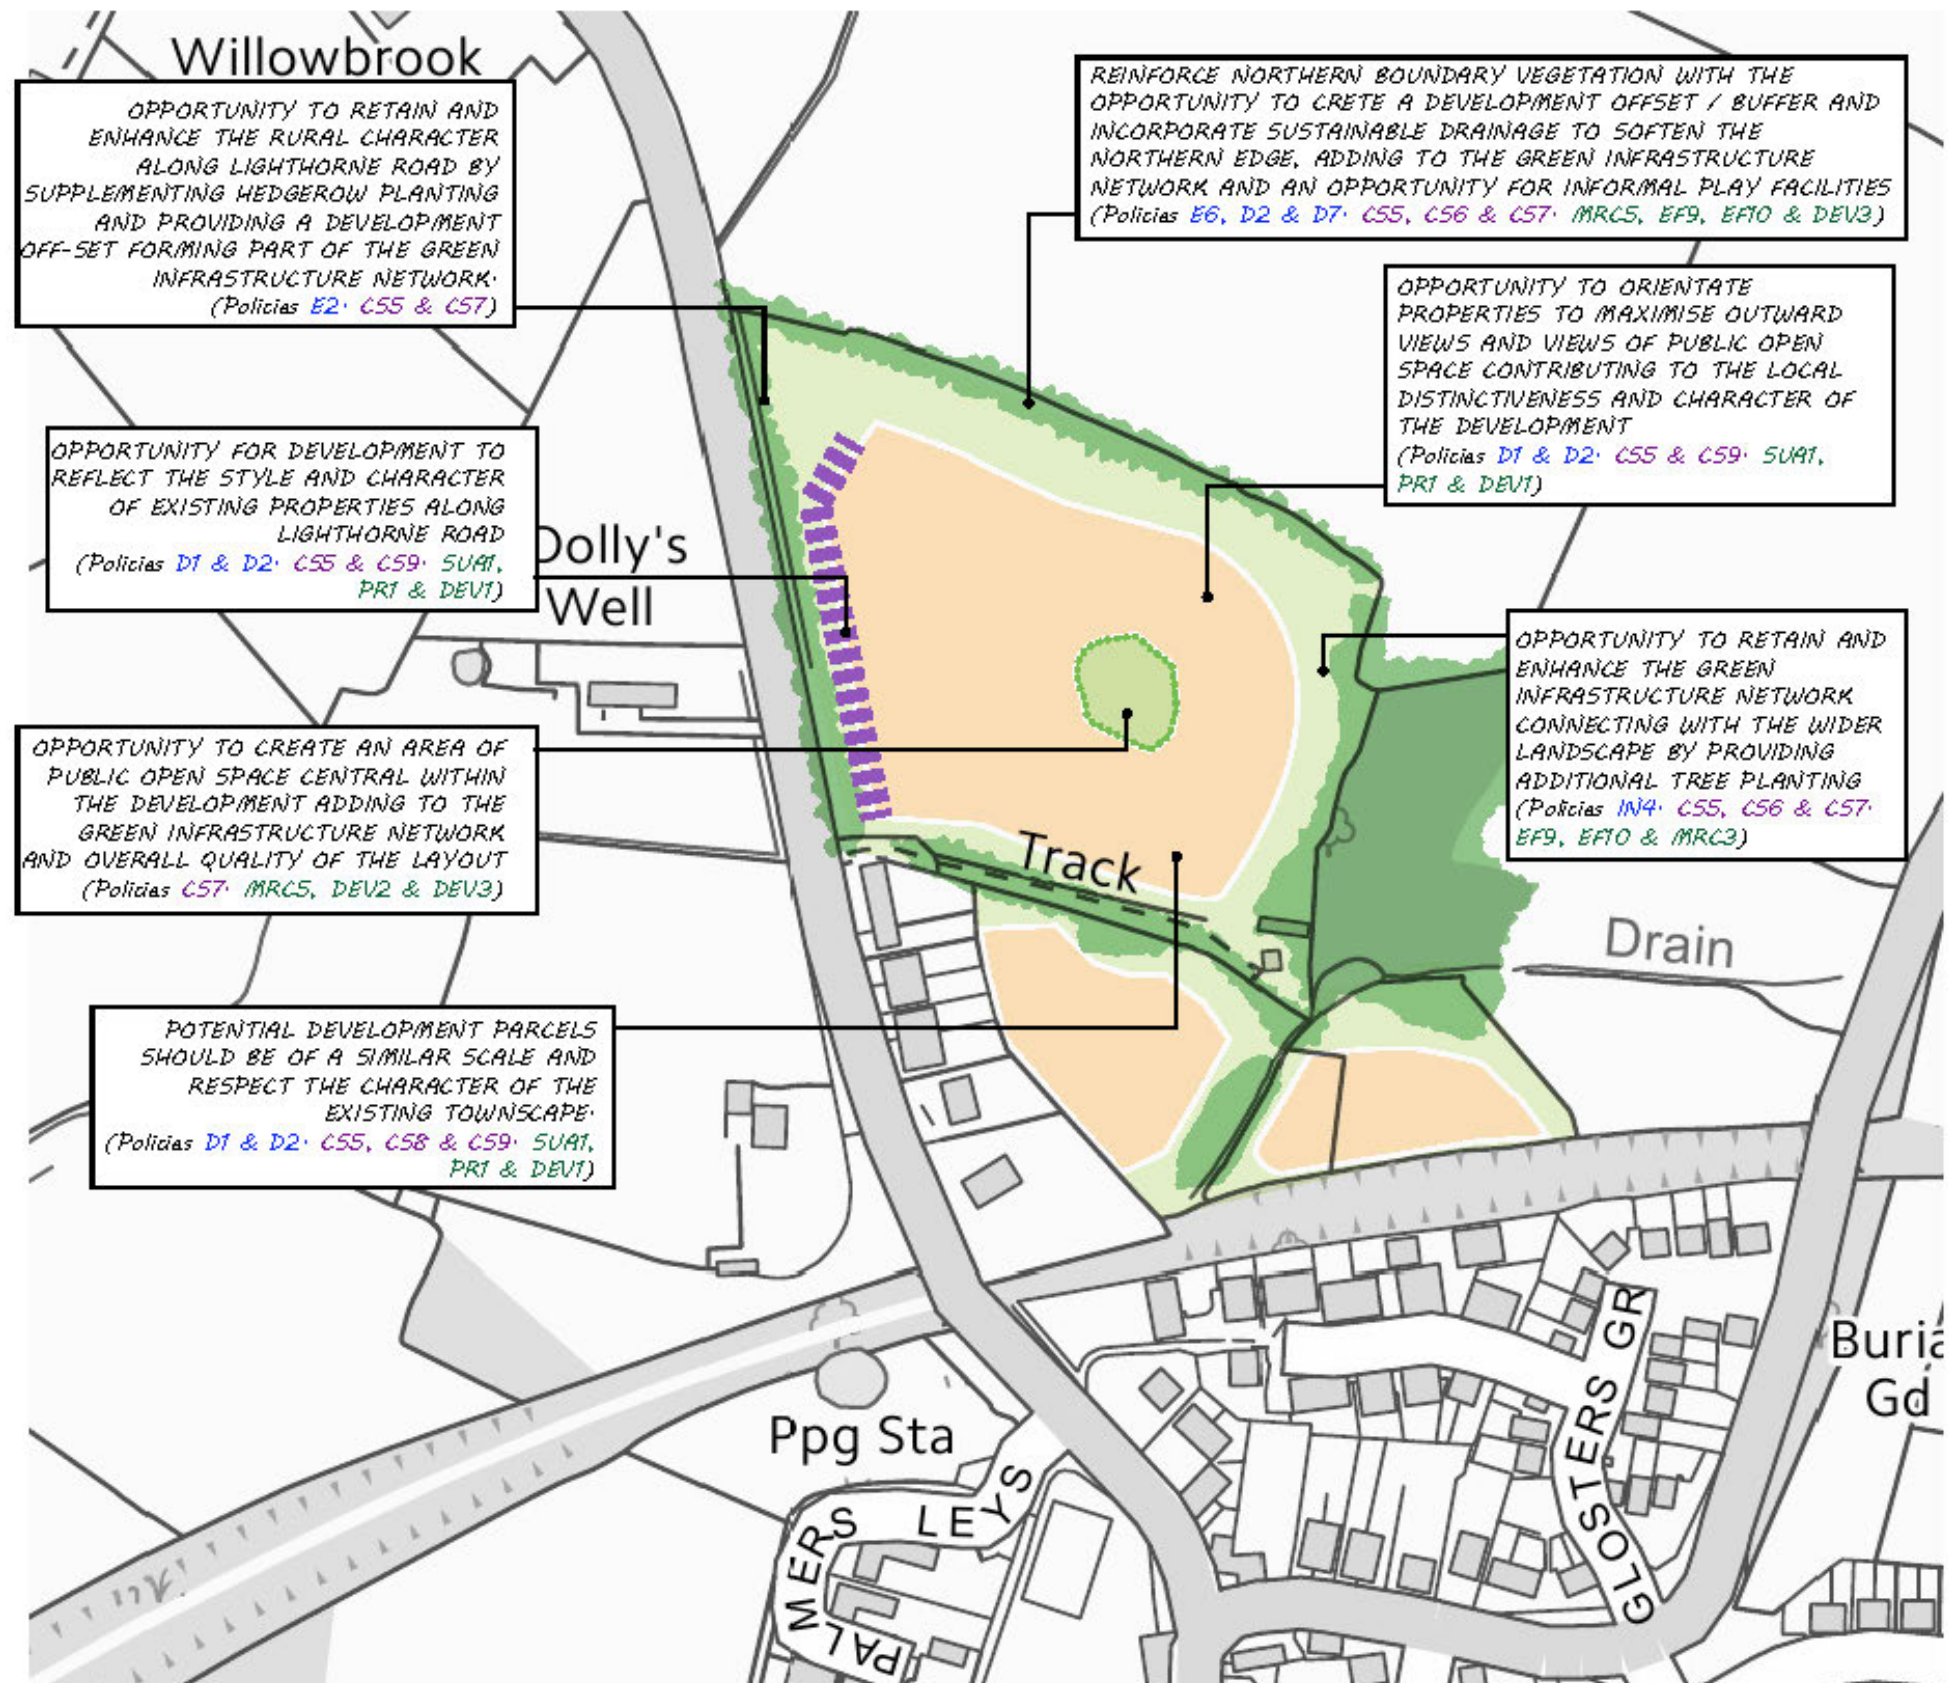 Willowbrook
OPPORTUNITY TO RETAIN AND
ENHANCE THE RURAL CHARACTER
ALONG LIGHTHORNE ROAD BY
SUPPLEMENTING HEDGEROW PLANTING
AND PROVIDING A DEVELOPMENT
OFF-SET FORMING PART OF THE GREEN
INFRASTRUCTURE NETWORK.
(Policies E2. CS5 & CS7)
REINFORCE NORTHERN BOUNDARY VEGETATION WITH THE
OPPORTUNITY TO CRETE A DEVELOPMENT OFFSET / BUFFER AND
INCORPORATE SUSTAINABLE DRAINAGE TO SOFTEN THE
NORTHERN EDGE, ADDING TO THE GREEN INFRASTRUCTURE
NETWORK AND AN OPPORTUNITY FOR INFORMAL PLAY FACILITIES
(Policies E6, D2 & D7. CS5, CS6 & CS7. MRC5, EF9, EF10 & DEV3)
OPPORTUNITY TO ORIENTATE
PROPERTIES TO MAXIMISE OUTWARD
VIEWS AND VIEWS OF PUBLIC OPEN
SPACE CONTRIBUTING TO THE LOCAL
DISTINCTIVENESS AND CHARACTER OF
THE DEVELOPMENT
(Policies D1 & D2. CS5 & CS9. SUA1,
PR1 & DEV1)
OPPORTUNITY FOR DEVELOPMENT TO
REFLECT THE STYLE AND CHARACTER
OF EXISTING PROPERTIES ALONG
LIGHTHORNE ROAD
(Policies D1 & D2. CS5 & CS9. SUA1,
PR1 & DEV1)
Dolly's
Well
OPPORTUNITY TO RETAIN AND
ENHANCE THE GREEN
INFRASTRUCTURE NETWORK
CONNECTING WITH THE WIDER
LANDSCAPE BY PROVIDING
ADDITIONAL TREE PLANTING
(Policies IN4. CS5, CS6 & CS7.
EF9, EF10 & MRC3)
OPPORTUNITY TO CREATE AN AREA OF
PUBLIC OPEN SPACE CENTRAL WITHIN
THE DEVELOPMENT ADDING TO THE
GREEN INFRASTRUCTURE NETWORK
AND OVERALL QUALITY OF THE LAYOUT
(Policies CS7. MRC5, DEV2 & DEV3)
Track
Drain
POTENTIAL DEVELOPMENT PARCELS
SHOULD BE OF A SIMILAR SCALE AND
RESPECT THE CHARACTER OF THE
EXISTING TOWNSCAPE.
(Policies D1 & D2. CS5, CS8 & CS9. SUA1,
PR1 & DEV1)
Buria
Gd
Ppg Sta
PALMERS LEYS
GLOSTERS GR